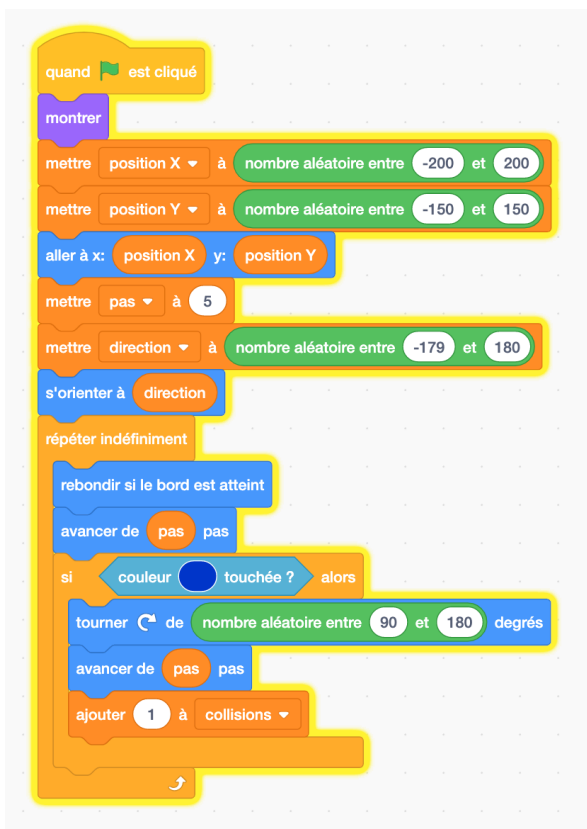 quand est cliqué
montrer
mettre position X à nombre aléatoire entre -200 et 200
mettre position Y à nombre aléatoire entre -150 et 150
aller à x: position X y: position Y
mettre pas à 5
mettre direction à nombre aléatoire entre -179 et 180
s'orienter à direction
répéter indéfiniment
rebondir si le bord est atteint
avancer de pas pas
si couleur touchée ? alors
tourner de nombre aléatoire entre 90 et 180 degrés
avancer de pas pas
ajouter 1 à collisions